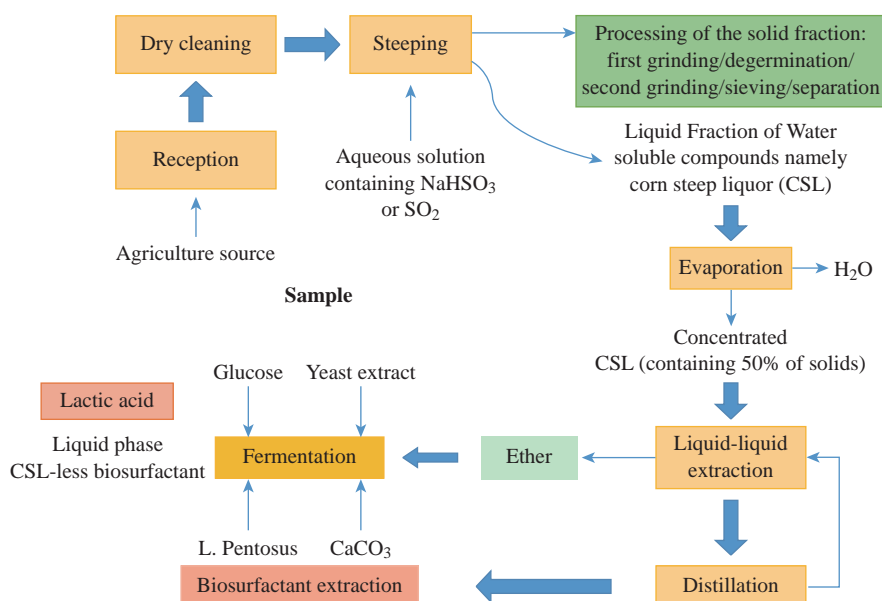 Dry cleaning
Steeping
Processing of the solid fraction:
first grinding/degermination/
second grinding/sieving/separation
Reception
Aqueous solution
containing NaHSO₃
or SO₂
Liquid Fraction of Water
soluble compounds namely
corn steep liquor (CSL)
Agriculture source
Evaporation
H₂O
Sample
Concentrated
CSL (containing 50% of solids)
Glucose
Yeast extract
Lactic acid
Liquid phase
CSL-less biosurfactant
Fermentation
Ether
Liquid-liquid
extraction
L. Pentosus
CaCO₃
Biosurfactant extraction
Distillation